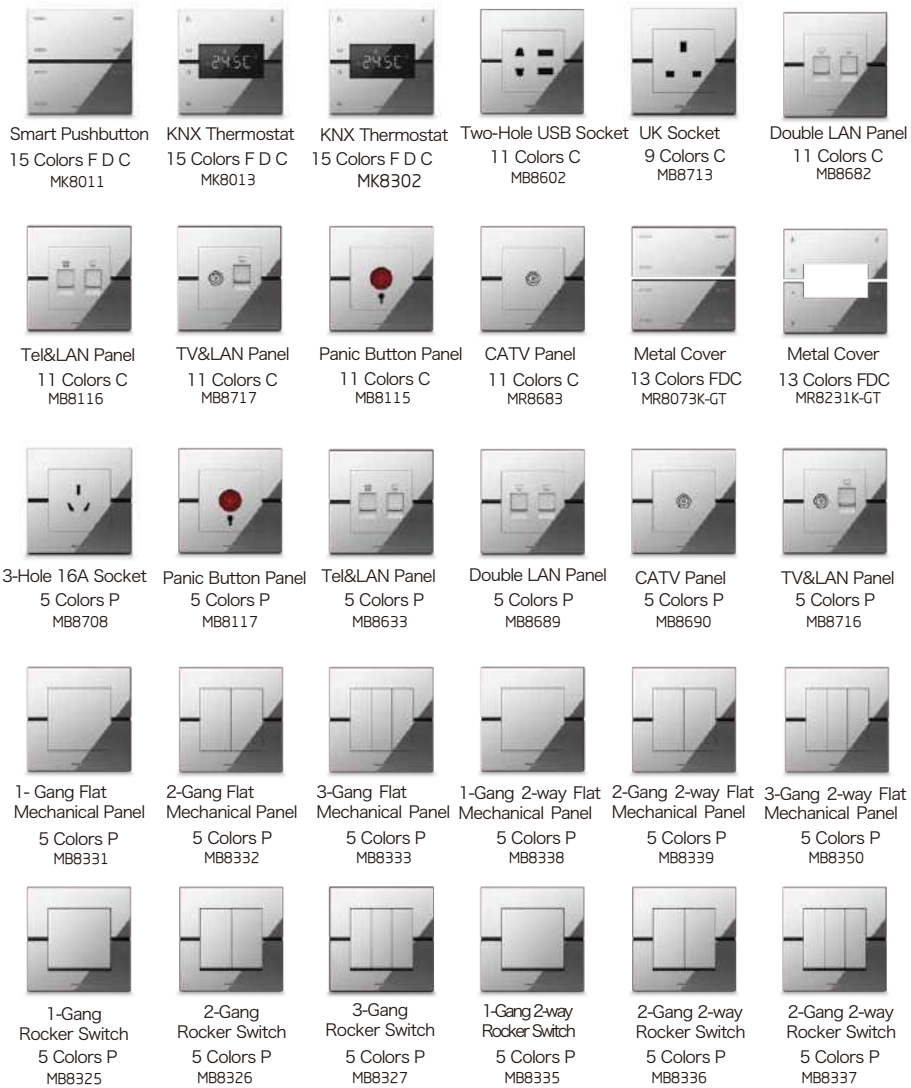 24.5C
24.5C
Smart Pushbutton
15 Colors F D C
MK8011
KNX Thermostat
15 Colors F D C
MK8013
KNX Thermostat
15 Colors F D C
MK8302
Two-Hole USB Socket
11 Colors C
MB8602
UK Socket
9 Colors C
MB8713
Double LAN Panel
11 Colors C
MB8682
Tel&LAN Panel
11 Colors C
MB8116
TV&LAN Panel
11 Colors C
MB8717
Panic Button Panel
11 Colors C
MB8115
CATV Panel
11 Colors C
MR8683
Metal Cover
13 Colors FDC
MR8073K-GT
Metal Cover
13 Colors FDC
MR8231K-GT
3-Hole 16A Socket
5 Colors P
MB8708
Panic Button Panel
5 Colors P
MB8117
Tel&LAN Panel
5 Colors P
MB8633
Double LAN Panel
5 Colors P
MB8689
CATV Panel
5 Colors P
MB8690
TV&LAN Panel
5 Colors P
MB8716
1- Gang Flat
Mechanical Panel
5 Colors P
MB8331
2-Gang Flat
Mechanical Panel
5 Colors P
MB8332
3-Gang Flat
Mechanical Panel
5 Colors P
MB8333
1-Gang 2-way Flat
Mechanical Panel
5 Colors P
MB8338
2-Gang 2-way Flat
Mechanical Panel
5 Colors P
MB8339
3-Gang 2-way Flat
Mechanical Panel
5 Colors P
MB8350
1-Gang
Rocker Switch
5 Colors P
MB8325
2-Gang
Rocker Switch
5 Colors P
MB8326
3-Gang
Rocker Switch
5 Colors P
MB8327
1-Gang 2-way
Rocker Switch
5 Colors P
MB8335
2-Gang 2-way
Rocker Switch
5 Colors P
MB8336
2-Gang 2-way
Rocker Switch
5 Colors P
MB8337